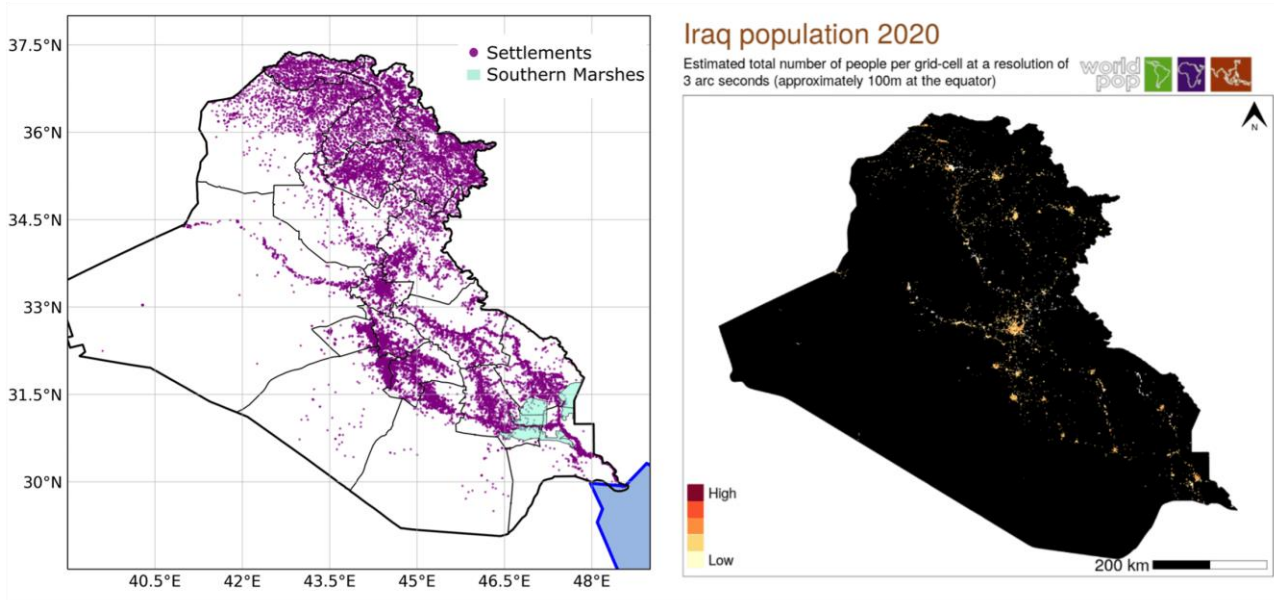 37.5°N
36°N
34.5°N
33°N
31.5°N
30°N
40.5°E
42°E
43.5°E
45°E
46.5°E
48°E
Settlements
Southern Marshes
Iraq population 2020
Estimated total number of people per grid-cell at a resolution of
3 arc seconds (approximately 100m at the equator)
world
pop
N
High
Low
200 km